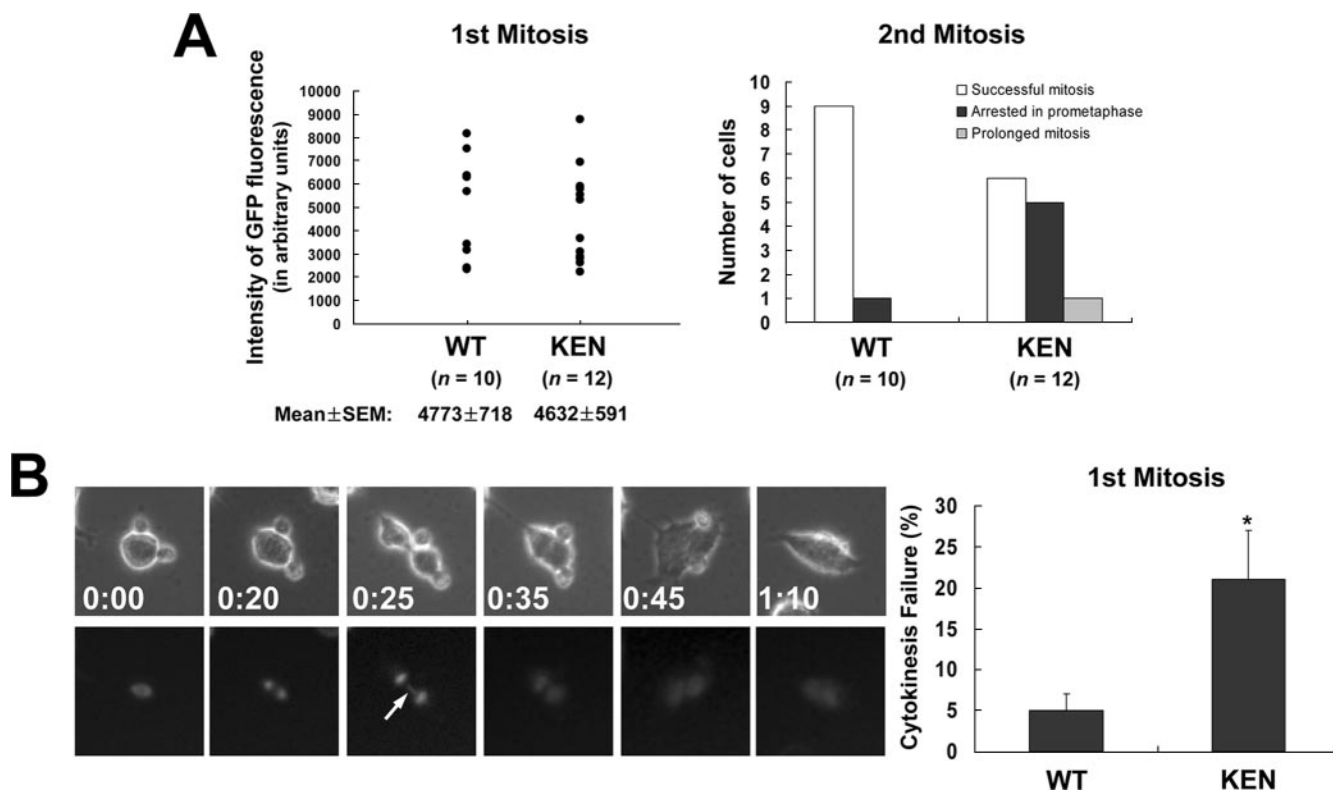 A
1st Mitosis
Intensity of GFP fluorescence
(in arbitrary units)
10000
9000
8000
7000
6000
5000
4000
3000
2000
1000
0
WT
KEN
(n = 10)
(n = 12)
Mean±SEM: 4773±718 4632±591
2nd Mitosis
Number of cells
10
9
8
7
6
5
4
3
2
1
0
Successful mitosis
Arrested in prometaphase
Prolonged mitosis
WT
KEN
(n = 10)
(n = 12)
B
0:00
0:20
0:25
0:35
0:45
1:10
1st Mitosis
Cytokinesis Failure (%)
30
25
20
15
10
5
0
*
WT
KEN